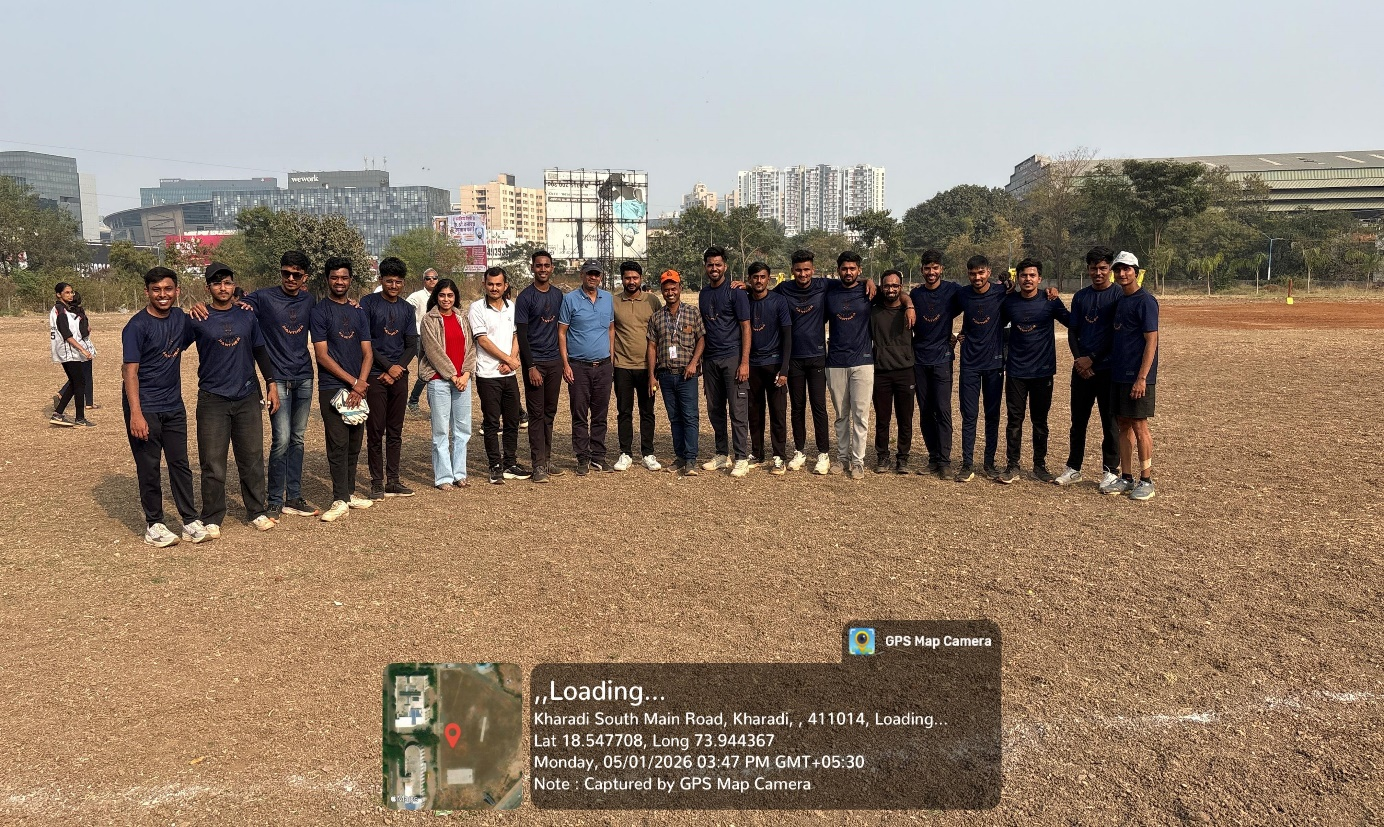 wework
GPS Map Camera
,,Loading...
Kharadi South Main Road, Kharadi, , 411014, Loading...
Lat 18.547708, Long 73.944367
Monday, 05/01/2026 03:47 PM GMT+05:30
Note : Captured by GPS Map Camera